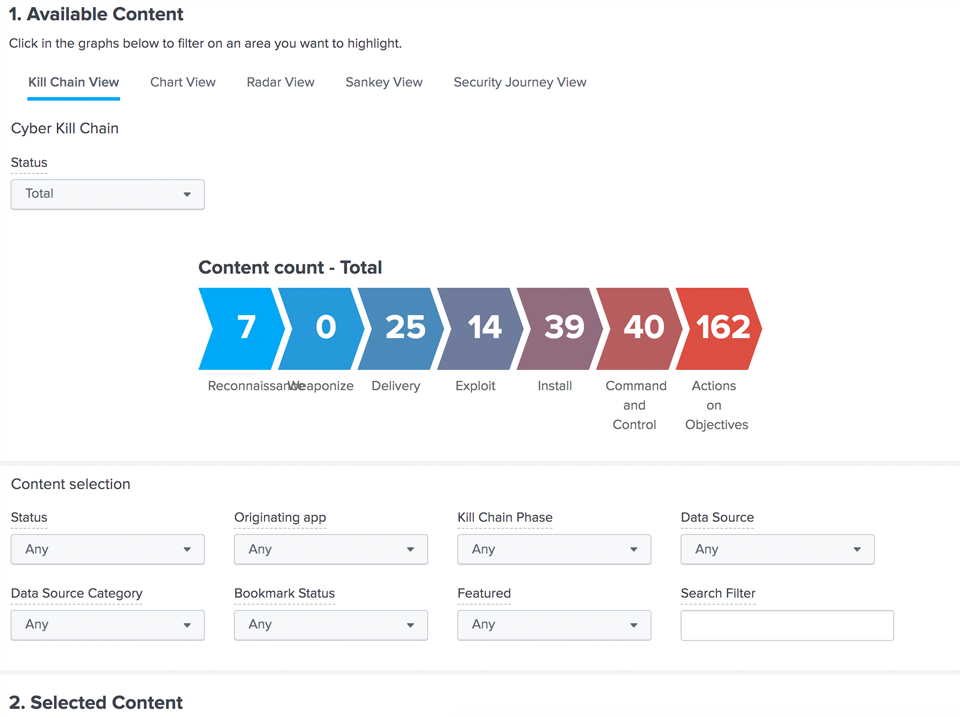 1. Available Content
Click in the graphs below to filter on an area you want to highlight.
Kill Chain View Chart View Radar View Sankey View Security Journey View
Cyber Kill Chain
Status
Total
Content count - Total
7 0 25 14 39 40 162
Reconnaissance Weaponize Delivery Exploit Install Command and Control Actions on Objectives
Content selection
Status Originating app Kill Chain Phase Data Source
Any Any Any Any
Data Source Category Bookmark Status Featured Search Filter
Any Any Any
2. Selected Content